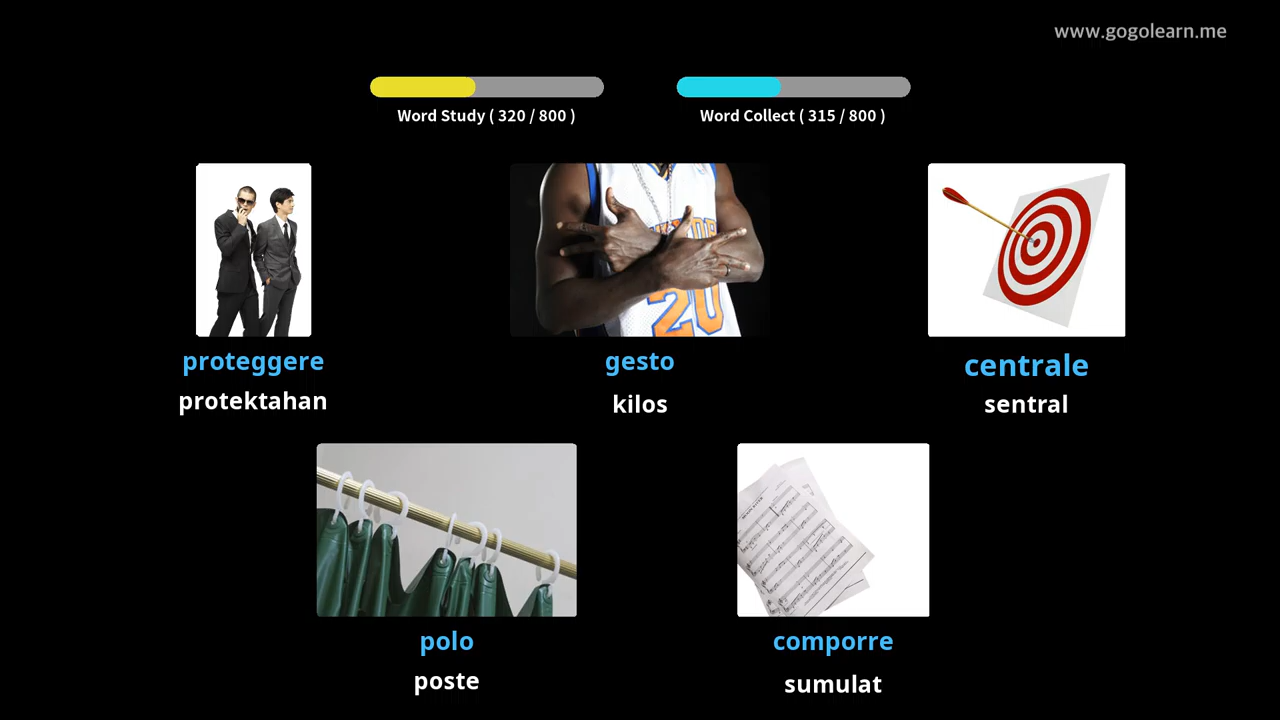 www.gogolearn.me
Word Study ( 320 / 800 )
Word Collect ( 315 / 800 )
20
proteggere
gesto
centrale
protektahan
kilos
sentral
polo
comporre
poste
sumulat